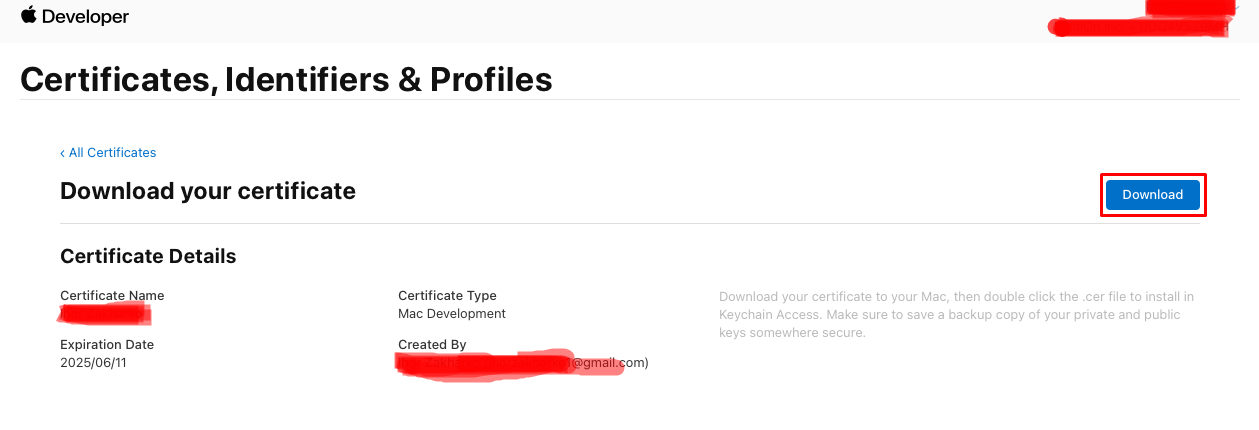 Developer
Certificates, Identifiers & Profiles
‹ All Certificates
Download your certificate
Download
Certificate Details
Certificate Name
Certificate Type
Mac Development
Download your certificate to your Mac, then double click the .cer file to install in
Keychain Access. Make sure to save a backup copy of your private and public
keys somewhere secure.
Expiration Date
2025/06/11
Created By
@gmail.com)